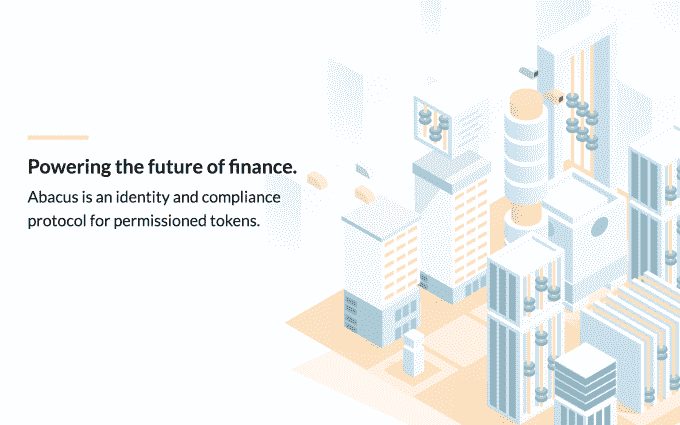 Powering the future of finance.
Abacus is an identity and compliance
protocol for permissioned tokens.